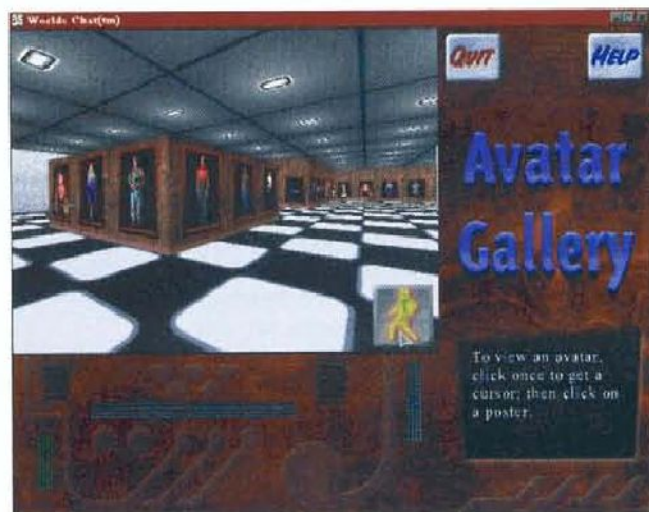 Worlds Chat(tm)
QUIT
HELP
Avatar
Gallery
To view an avatar,
click once to get a
cursor; then click on
a poster.